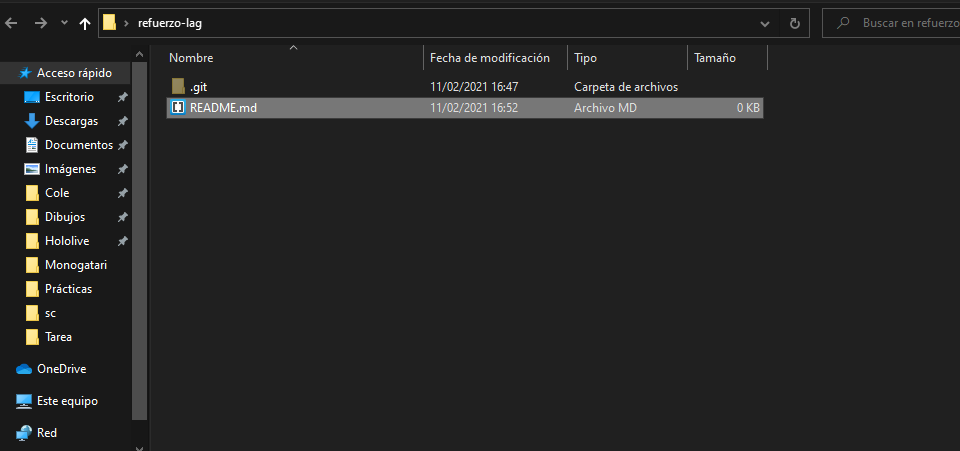 refuerzo-lag
Buscar en refuerzo
Nombre Fecha de modificación Tipo Tamaño
.git 11/02/2021 16:47 Carpeta de archivos
README.md 11/02/2021 16:52 Archivo MD 0 KB
Acceso rápido
Escritorio
Descargas
Documentos
Imágenes
Cole
Dibujos
Hololive
Monogatari
Prácticas
sc
Tarea
OneDrive
Este equipo
Red